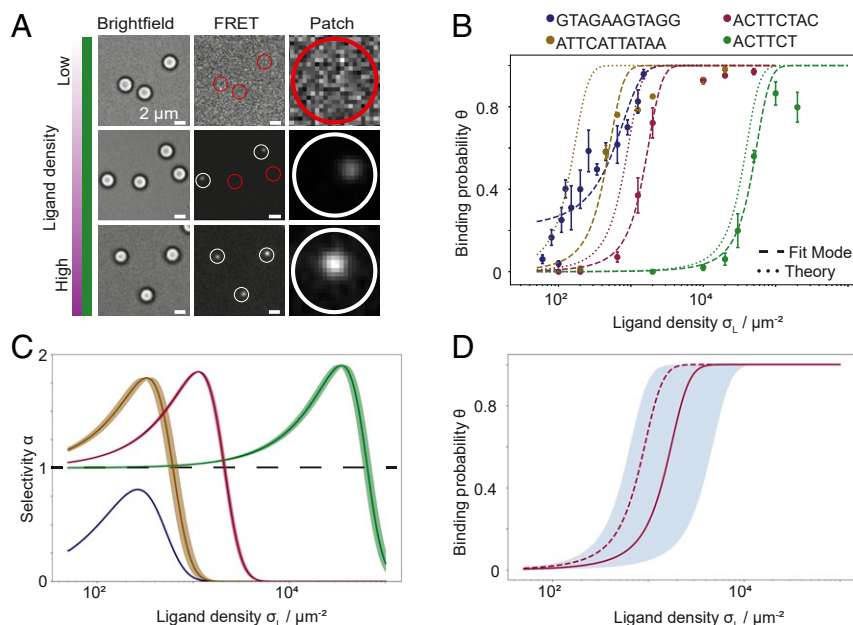 A
Brightfield
FRET
Patch
Low
Ligand density
High
2 µm
B
GTAGAAGTAGG
ACTTCTAC
ATTCATTATAA
ACTTCT
Binding probability θ
0.8
0.4
0
Fit Mode
Theory
10²
10⁴
Ligand density σL / µm⁻²
C
Selectivity α
2
1
0
10²
10⁴
Ligand density σL / µm⁻²
D
Binding probability θ
0.8
0.4
0
10²
10⁴
Ligand density σL / µm⁻²